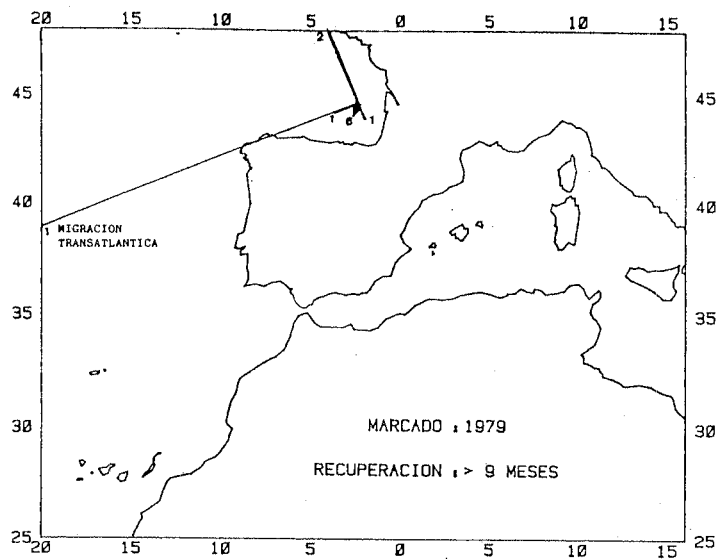 20 15 10 5 0 5 10 15
2
45 45
1 6 1
40 40
1 MIGRACION
TRANSATLANTICA
35 35
30 30
MARCADO : 1979
RECUPERACION : > 9 MESES
25 25
20 15 10 5 0 5 10 15